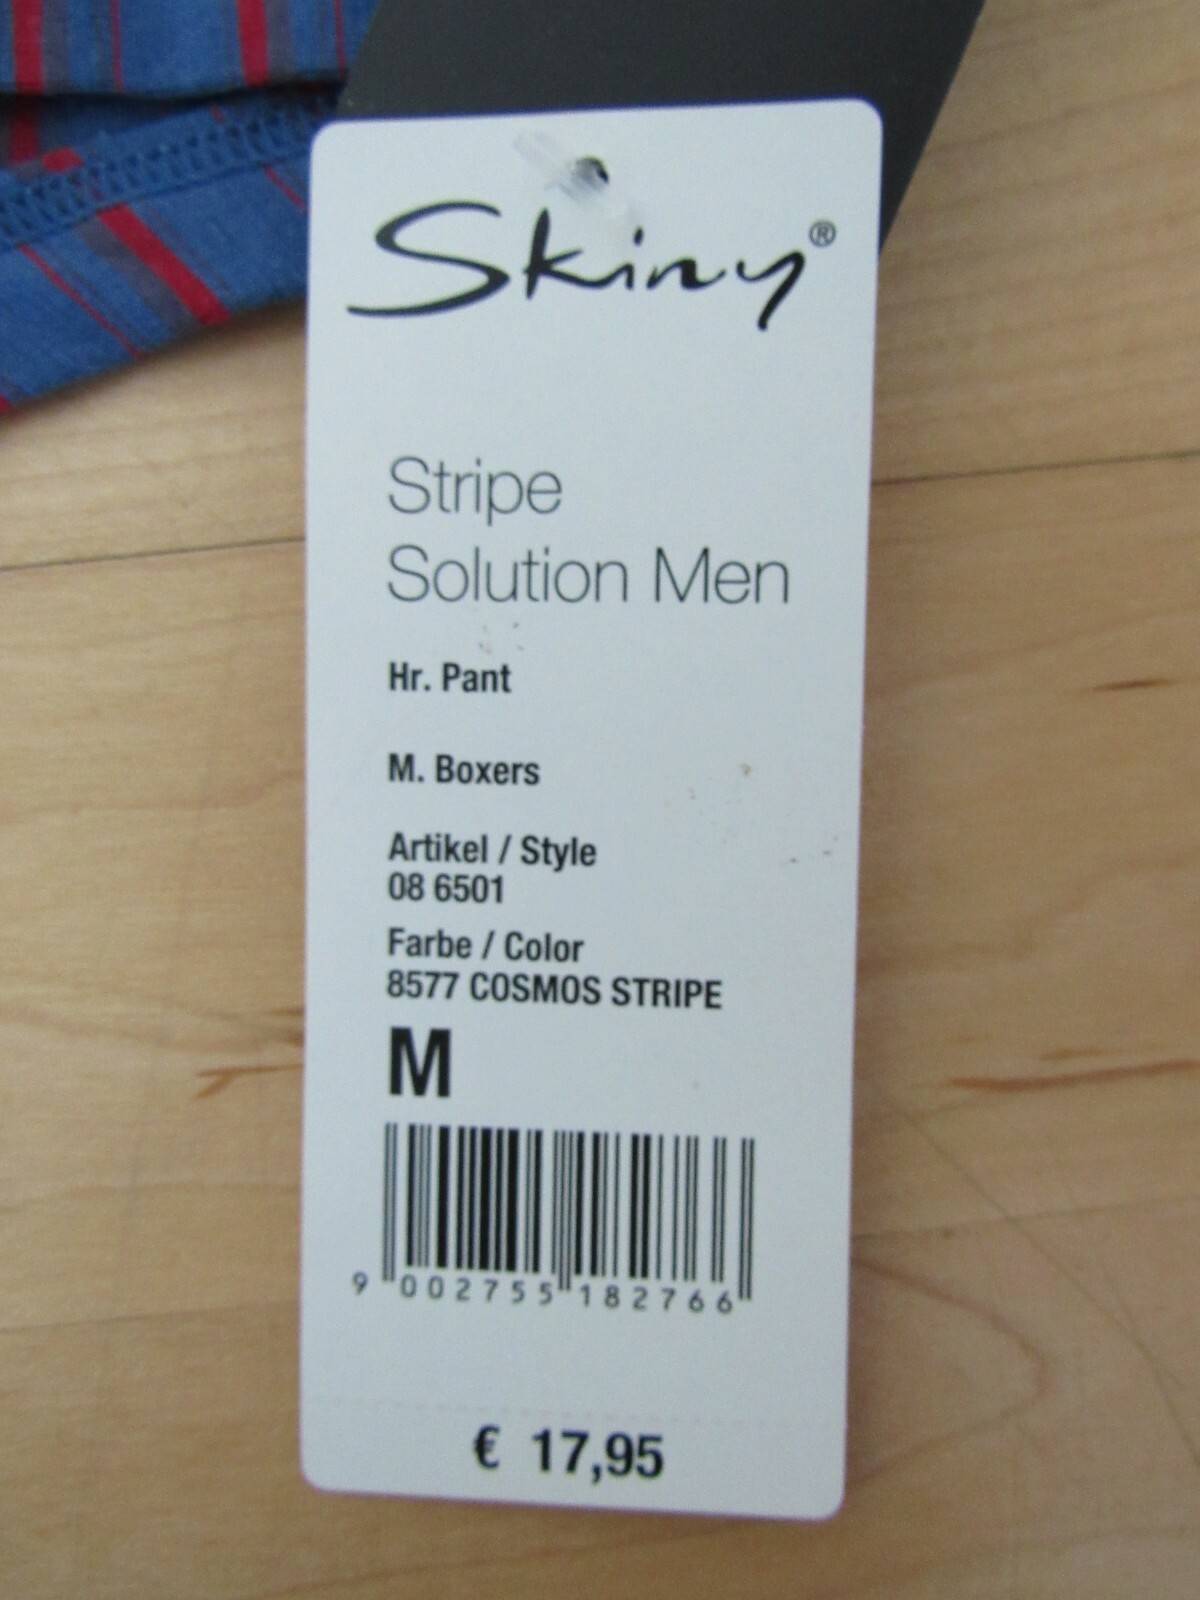 Skiny®
Stripe
Solution Men
Hr. Pant
M. Boxers
Artikel / Style
08 6501
Farbe / Color
8577 COSMOS STRIPE
M
9 002755 182766
€ 17,95